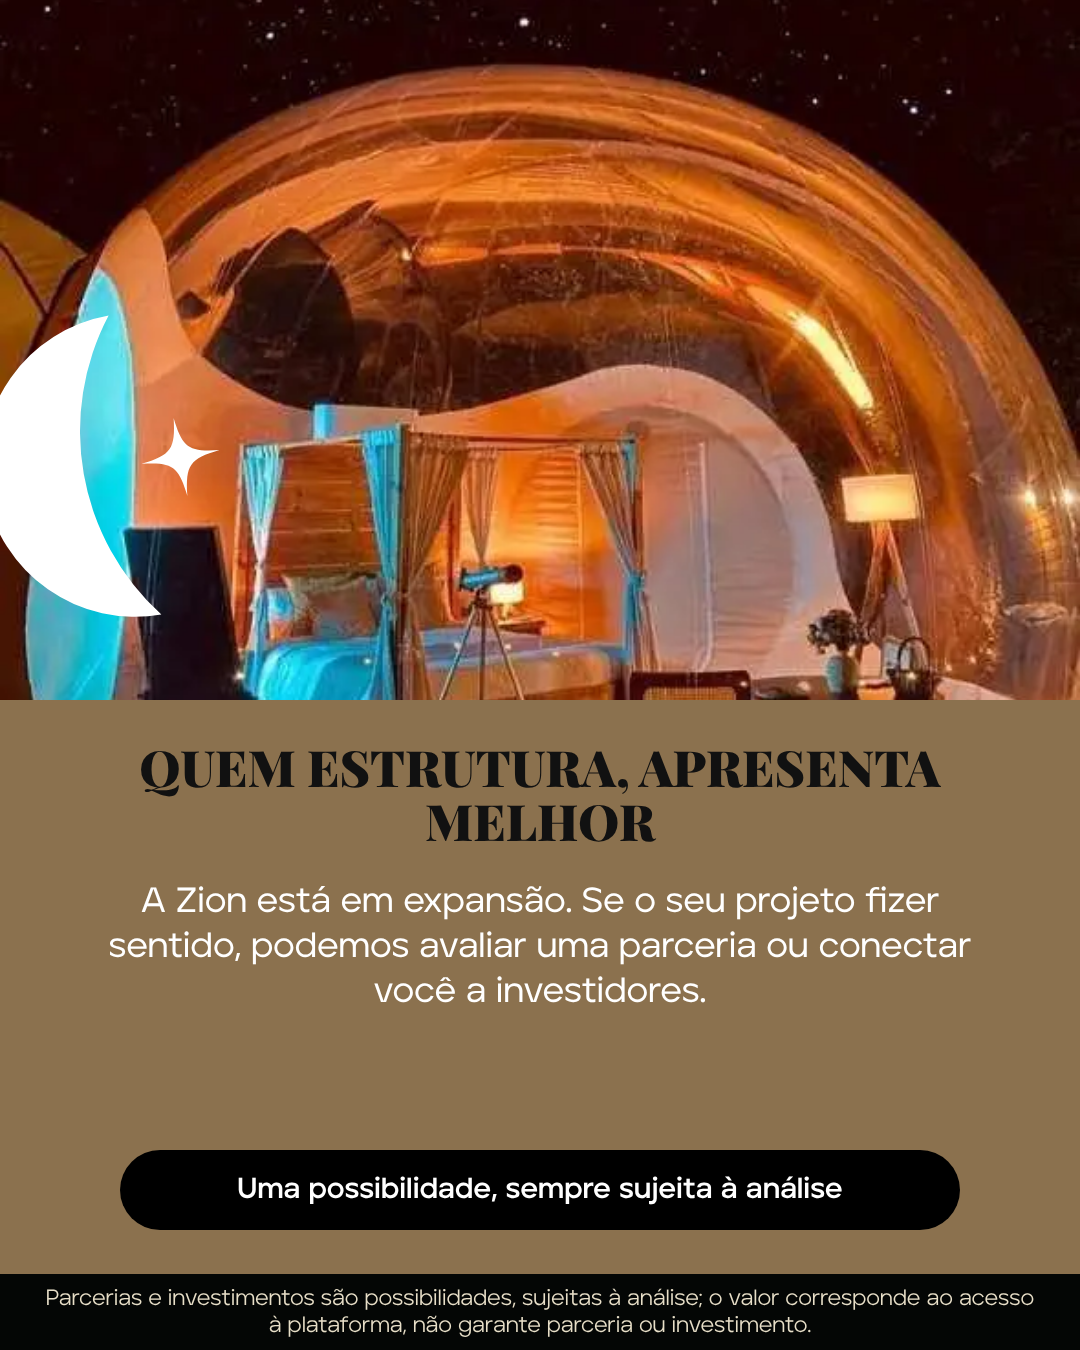 QUEM ESTRUTURA, APRESENTA
MELHOR
A Zion está em expansão. Se o seu projeto fizer
sentido, podemos avaliar uma parceria ou conectar
você a investidores.
Uma possibilidade, sempre sujeita à análise
Parcerias e investimentos são possibilidades, sujeitas à análise; o valor corresponde ao acesso
à plataforma, não garante parceria ou investimento.